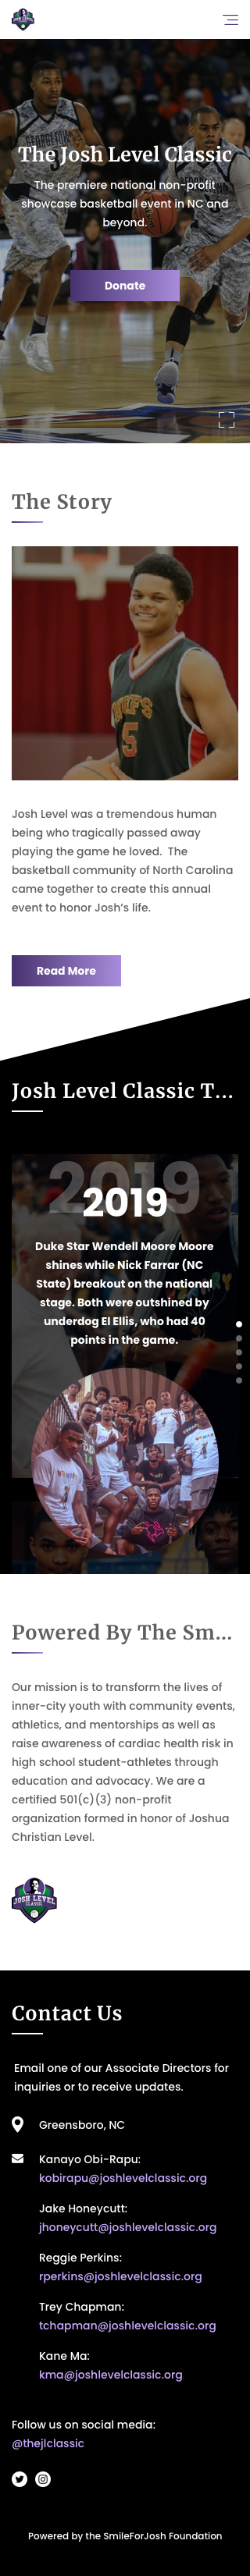 JOSH LEVEL
CLASSIC
The Josh Level Classic
The premiere national non-profit
showcase basketball event in NC and
beyond.
Donate
The Story
5
Josh Level was a tremendous human
being who tragically passed away
playing the game he loved. The
basketball community of North Carolina
came together to create this annual
event to honor Josh’s life.
Read More
Josh Level Classic T...
2019
2019
Duke Star Wendell Moore Moore
shines while Nick Farrar (NC
State) breakout on the national
stage. Both were outshined by
underdog El Ellis, who had 40
points in the game.
Powered By The Sm...
Our mission is to transform the lives of
inner-city youth with community events,
athletics, and mentorships as well as
raise awareness of cardiac health risk in
high school student-athletes through
education and advocacy. We are a
certified 501(c)(3) non-profit
organization formed in honor of Joshua
Christian Level.
JOSH LEVEL
CLASSIC
Contact Us
Email one of our Associate Directors for
inquiries or to receive updates.
Greensboro, NC
Kanayo Obi-Rapu:
kobirapu@joshlevelclassic.org
Jake Honeycutt:
jhoneycutt@joshlevelclassic.org
Reggie Perkins:
rperkins@joshlevelclassic.org
Trey Chapman:
tchapman@joshlevelclassic.org
Kane Ma:
kma@joshlevelclassic.org
Follow us on social media:
@thejlclassic
Powered by the SmileForJosh Foundation